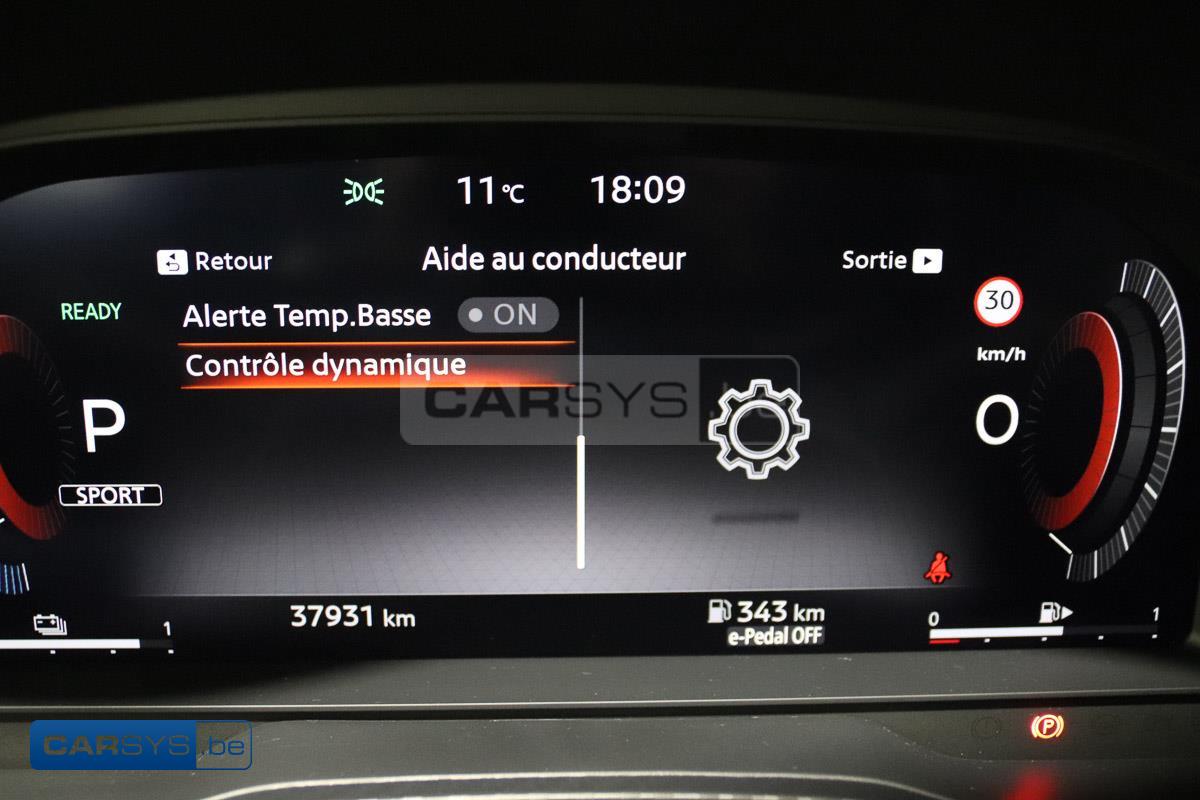 11°C 18:09
Retour Aide au conducteur Sortie
READY Alerte Temp.Basse ON 30
Contrôle dynamique km/h
CARSYS
P 0
SPORT
37931 km 343 km
e-Pedal OFF
1 0 1
CARSYS.be
P